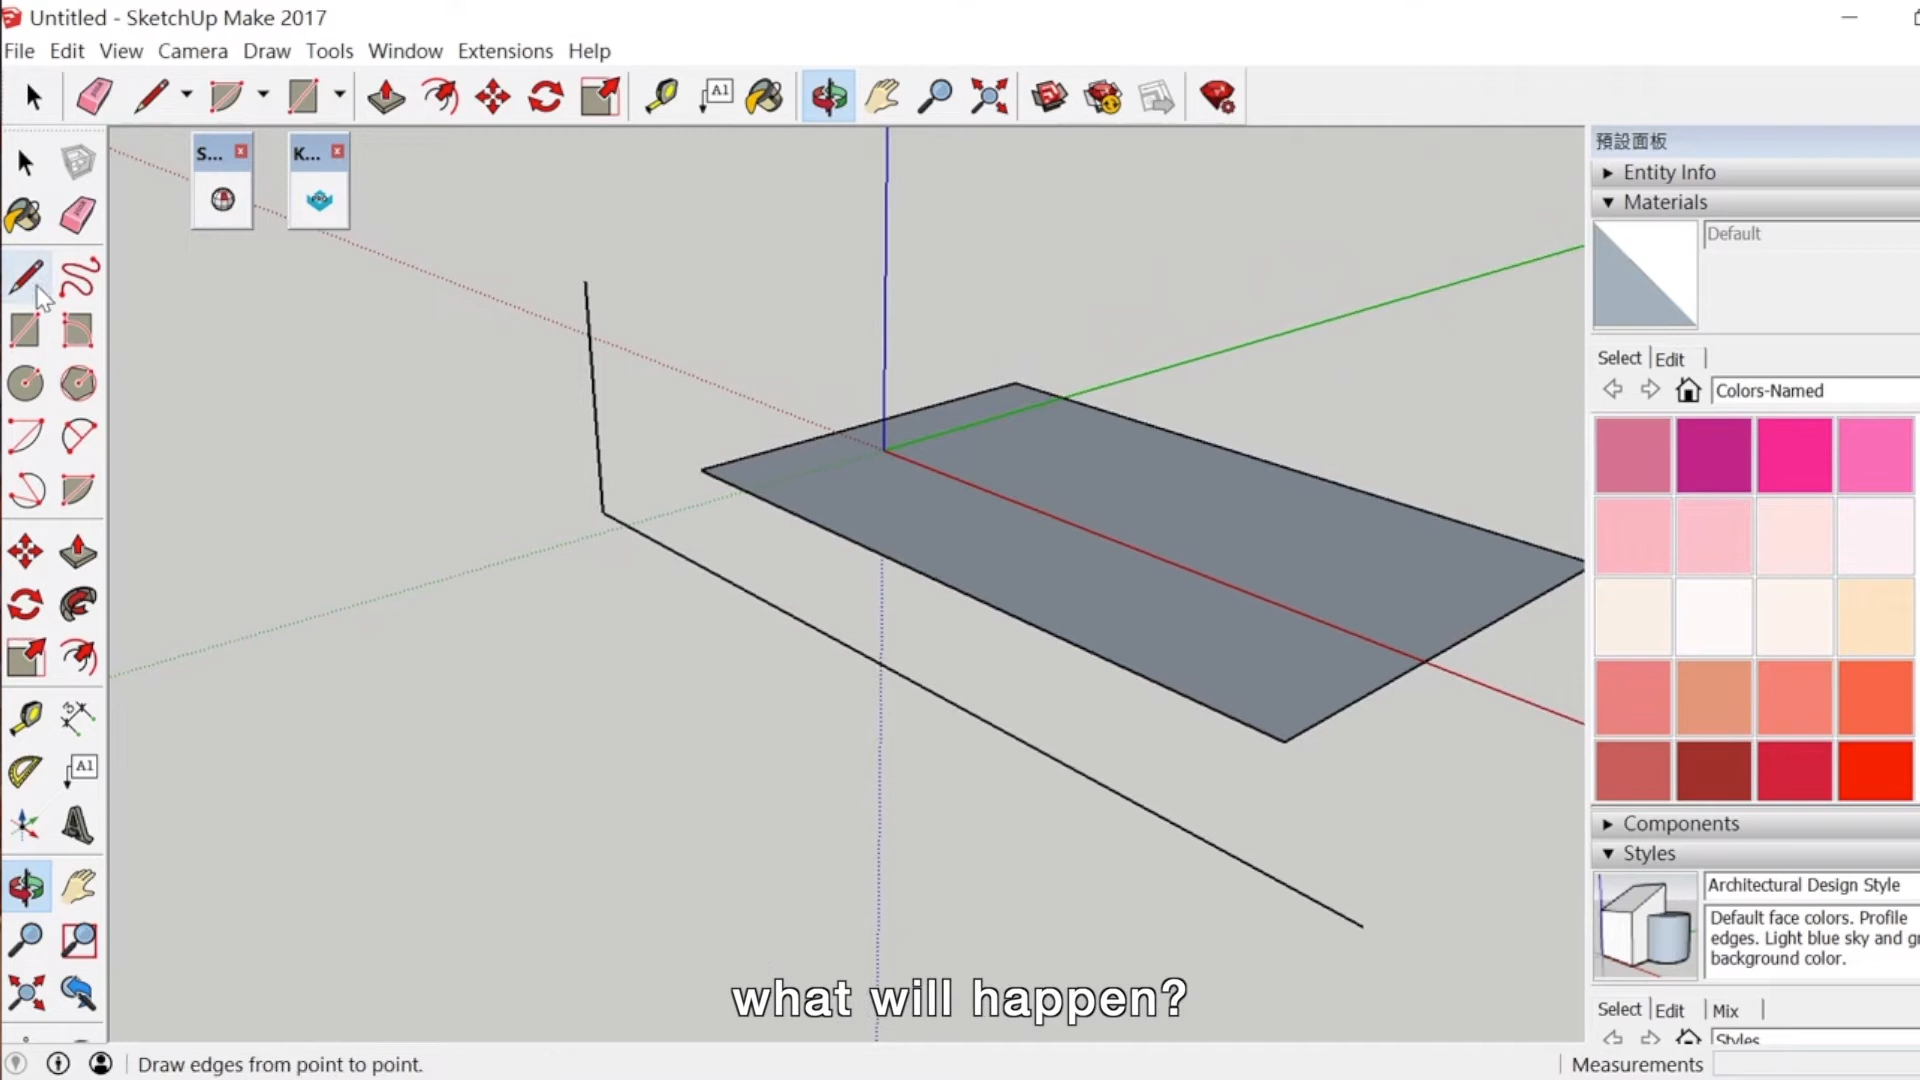 Untitled - SketchUp Make 2017
File Edit View Camera Draw Tools Window Extensions Help
A1
S...
K...
預設面板
Entity Info
Materials
Default
Select Edit
Colors-Named
A1
Components
Styles
Architectural Design Style
Default face colors. Profile
edges. Light blue sky and
background color.
Select Edit Mix
Styles
what will happen?
Draw edges from point to point.
Measurements